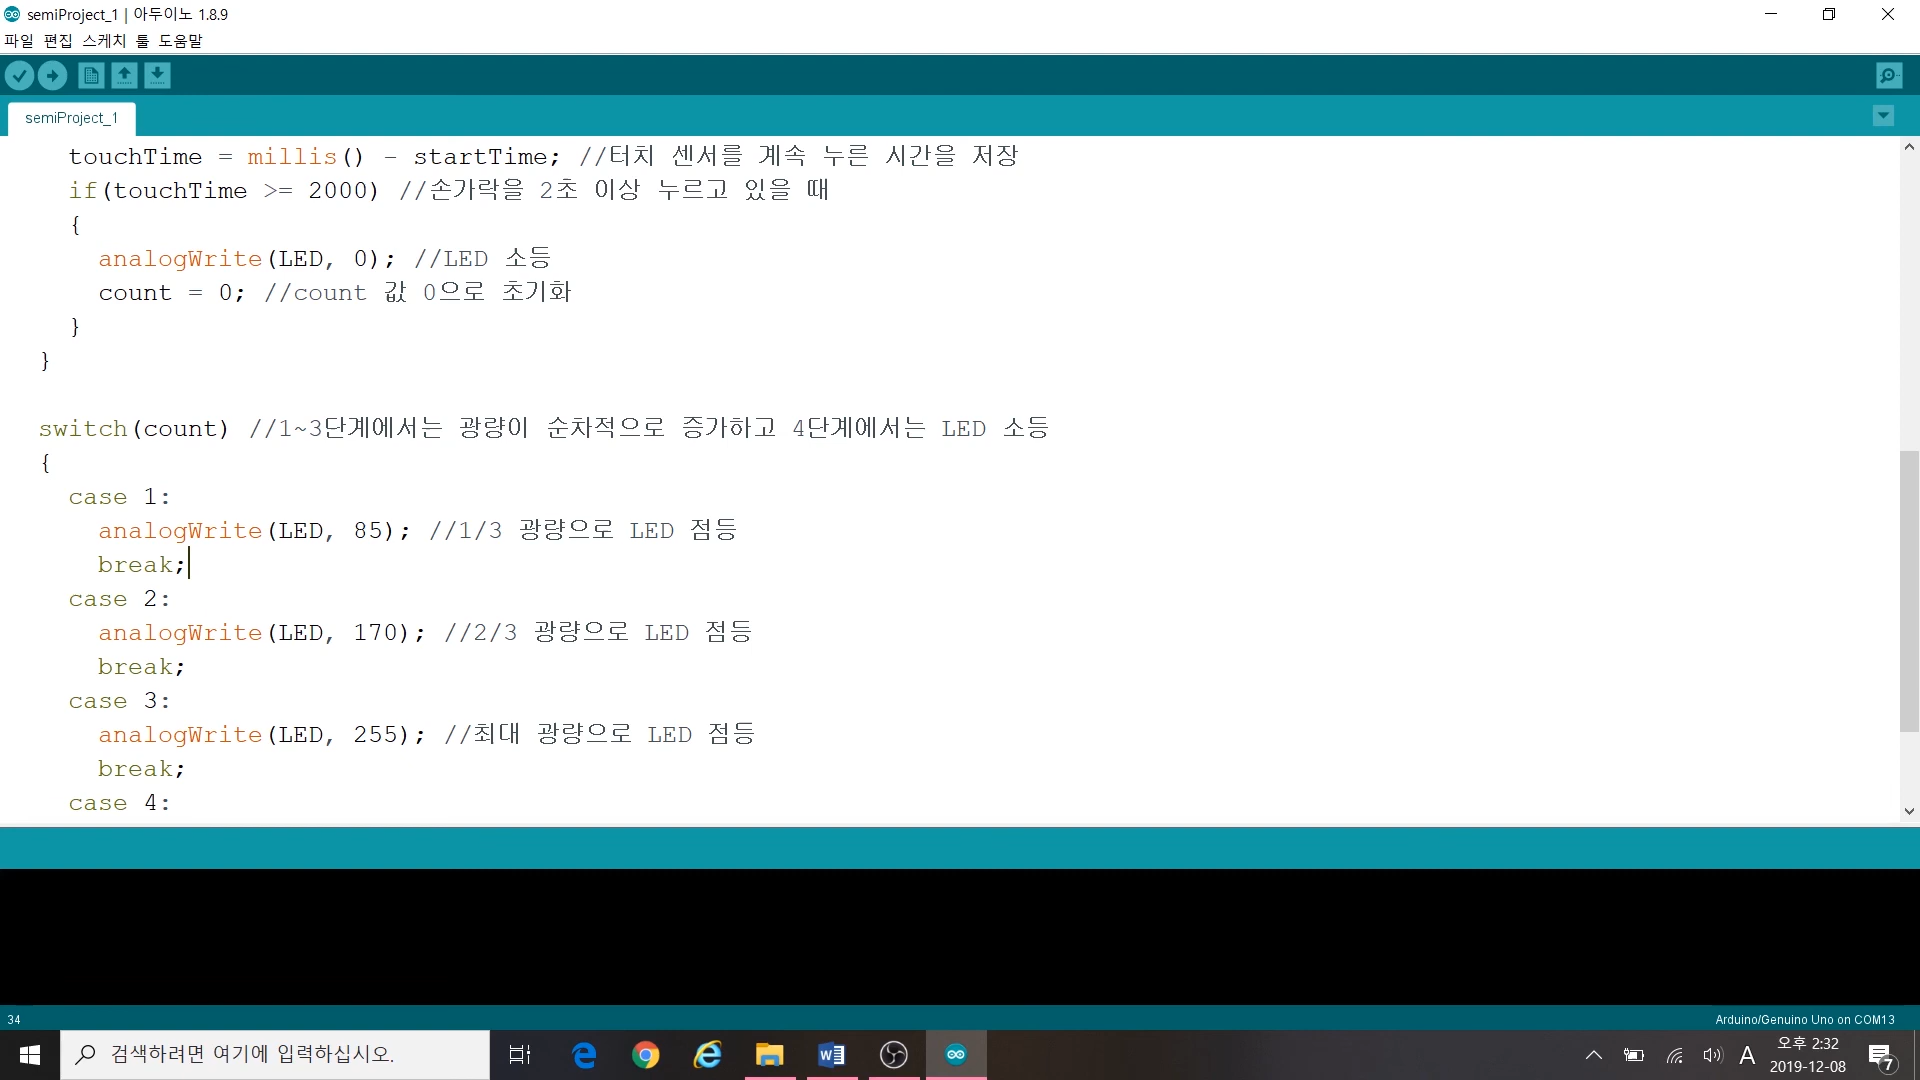 semiProject_1 | 아두이노 1.8.9
파일 편집 스케치 툴 도움말
semiProject_1
touchTime = millis() - startTime; //터치 센서를 계속 누른 시간을 저장
if(touchTime >= 2000) //손가락을 2초 이상 누르고 있을 때
{
analogWrite(LED, 0); //LED 소등
count = 0; //count 값 0으로 초기화
}
}
switch(count) //1~3단계에서는 광량이 순차적으로 증가하고 4단계에서는 LED 소등
{
case 1:
analogWrite(LED, 85); //1/3 광량으로 LED 점등
break;
case 2:
analogWrite(LED, 170); //2/3 광량으로 LED 점등
break;
case 3:
analogWrite(LED, 255); //최대 광량으로 LED 점등
break;
case 4:
34
Arduino/Genuino Uno on COM13
검색하려면 여기에 입력하십시오.
A
오후 2:32
2019-12-08
7